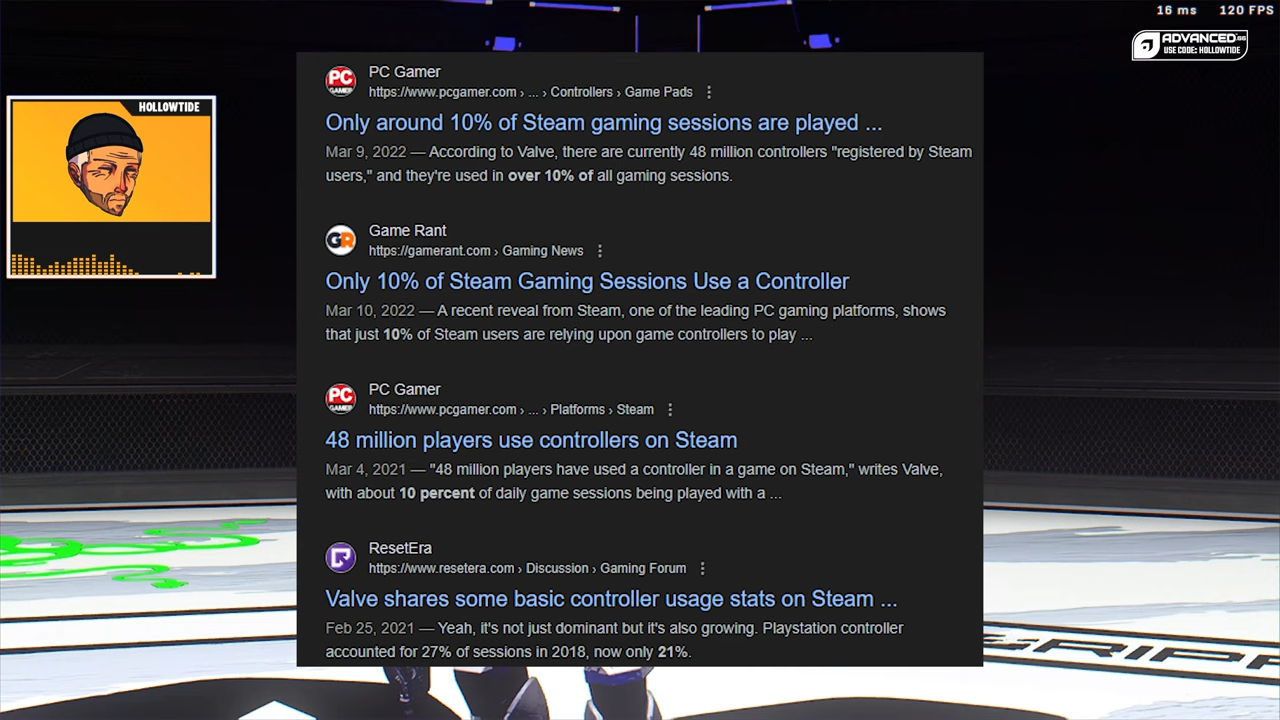 16 ms 120 FPS
ADVANCED.GG
USE CODE: HOLLOWTIDE
HOLLOWTIDE
PC Gamer
https://www.pcgamer.com › ... › Controllers › Game Pads
Only around 10% of Steam gaming sessions are played ...
Mar 9, 2022 — According to Valve, there are currently 48 million controllers "registered by Steam
users," and they're used in over 10% of all gaming sessions.
Game Rant
https://gamerant.com › Gaming News
Only 10% of Steam Gaming Sessions Use a Controller
Mar 10, 2022 — A recent reveal from Steam, one of the leading PC gaming platforms, shows
that just 10% of Steam users are relying upon game controllers to play ...
PC Gamer
https://www.pcgamer.com › ... › Platforms › Steam
48 million players use controllers on Steam
Mar 4, 2021 — "48 million players have used a controller in a game on Steam," writes Valve,
with about 10 percent of daily game sessions being played with a ...
ResetEra
https://www.resetera.com › Discussion › Gaming Forum
Valve shares some basic controller usage stats on Steam ...
Feb 25, 2021 — Yeah, it's not just dominant but it's also growing. Playstation controller
accounted for 27% of sessions in 2018, now only 21%.
PC
GAMER
GR
PC
GAMER